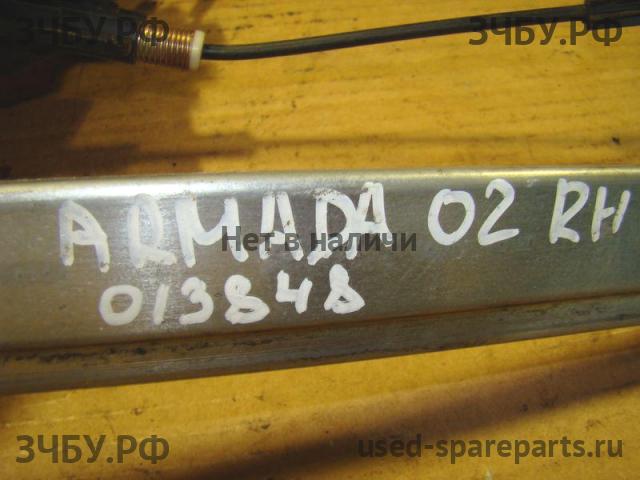 ЗЧБУ.РФ ЗЧБУ.РФ
ARMADA 02 RH
Нет в наличи
013848
ЗЧБУ.РФ used-spareparts.ru